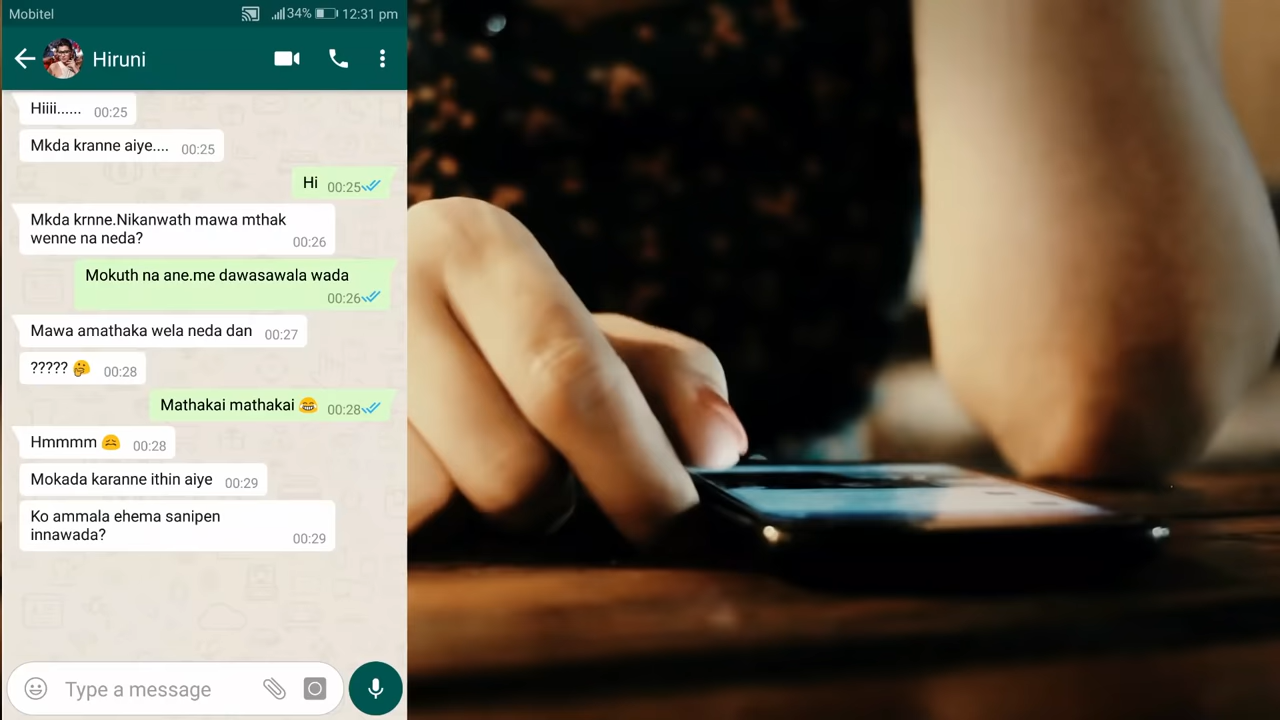 Mobitel 34% 12:31 pm
Hiruni
Hiiii...... 00:25
Mkda kranne aiye.... 00:25
Hi 00:25
Mkda krnne.Nikanwath mawa mthak
wenne na neda? 00:26
Mokuth na ane.me dawasawala wada
00:26
Mawa amathaka wela neda dan 00:27
????? 🤔 00:28
Mathakai mathakai 😂 00:28
Hmmmm 😩 00:28
Mokada karanne ithin aiye 00:29
Ko ammala ehema sanipen
innawada? 00:29
Type a message